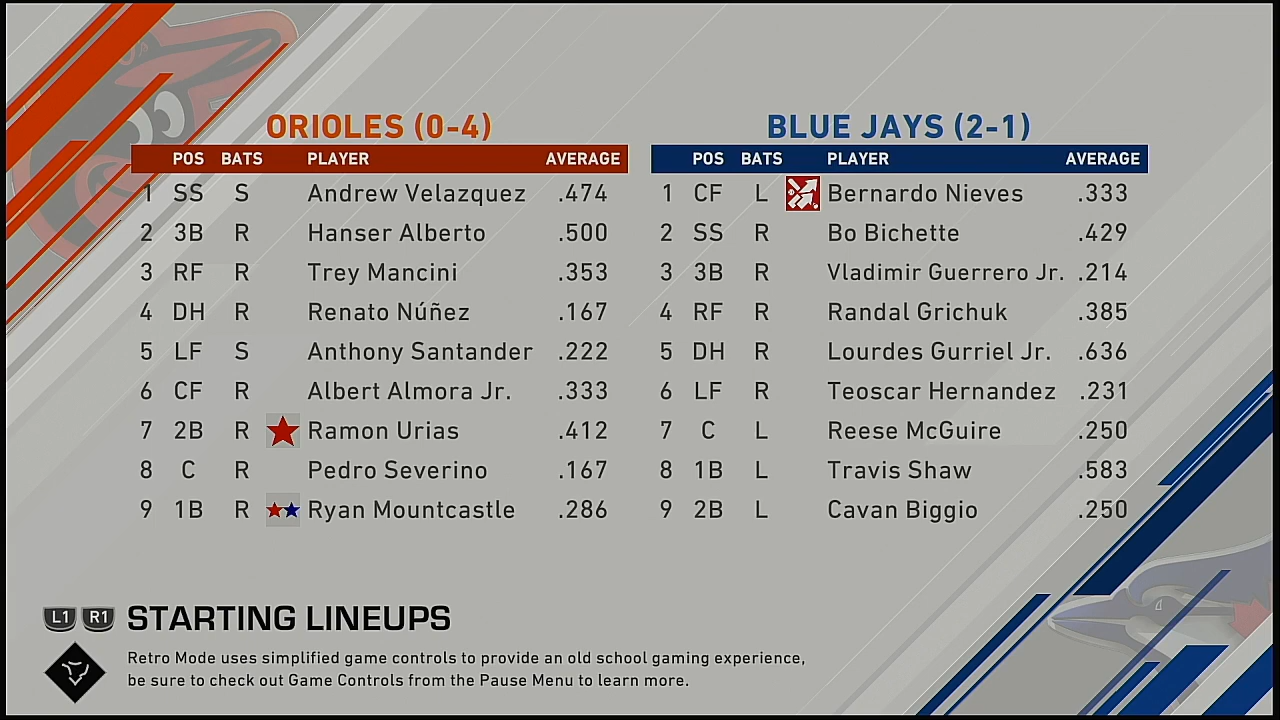 ORIOLES (0-4)
POS BATS PLAYER AVERAGE
1 SS S Andrew Velazquez .474
2 3B R Hanser Alberto .500
3 RF R Trey Mancini .353
4 DH R Renato Núñez .167
5 LF S Anthony Santander .222
6 CF R Albert Almora Jr. .333
7 2B R Ramon Urias .412
8 C R Pedro Severino .167
9 1B R Ryan Mountcastle .286
BLUE JAYS (2-1)
POS BATS PLAYER AVERAGE
1 CF L Bernardo Nieves .333
2 SS R Bo Bichette .429
3 3B R Vladimir Guerrero Jr. .214
4 RF R Randal Grichuk .385
5 DH R Lourdes Gurriel Jr. .636
6 LF R Teoscar Hernandez .231
7 C L Reese McGuire .250
8 1B L Travis Shaw .583
9 2B L Cavan Biggio .250
L1 R1 STARTING LINEUPS
Retro Mode uses simplified game controls to provide an old school gaming experience,
be sure to check out Game Controls from the Pause Menu to learn more.